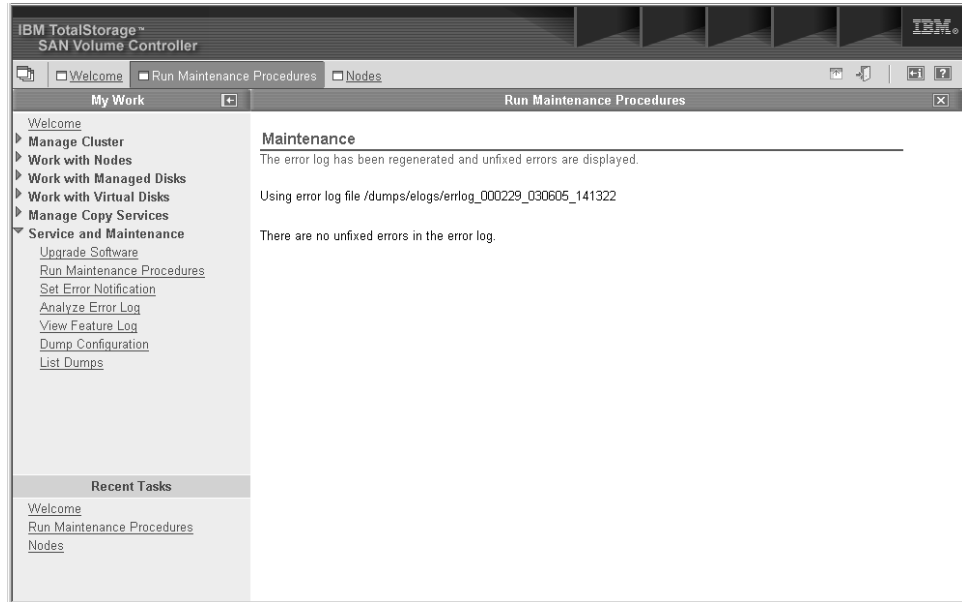 IBM TotalStorage™
SAN Volume Controller
IBM®
Welcome
Run Maintenance Procedures
Nodes
My Work
Run Maintenance Procedures
Welcome
Manage Cluster
Work with Nodes
Work with Managed Disks
Work with Virtual Disks
Manage Copy Services
Service and Maintenance
Upgrade Software
Run Maintenance Procedures
Set Error Notification
Analyze Error Log
View Feature Log
Dump Configuration
List Dumps
Recent Tasks
Welcome
Run Maintenance Procedures
Nodes
Maintenance
The error log has been regenerated and unfixed errors are displayed.
Using error log file /dumps/elogs/errlog_000229_030605_141322
There are no unfixed errors in the error log.